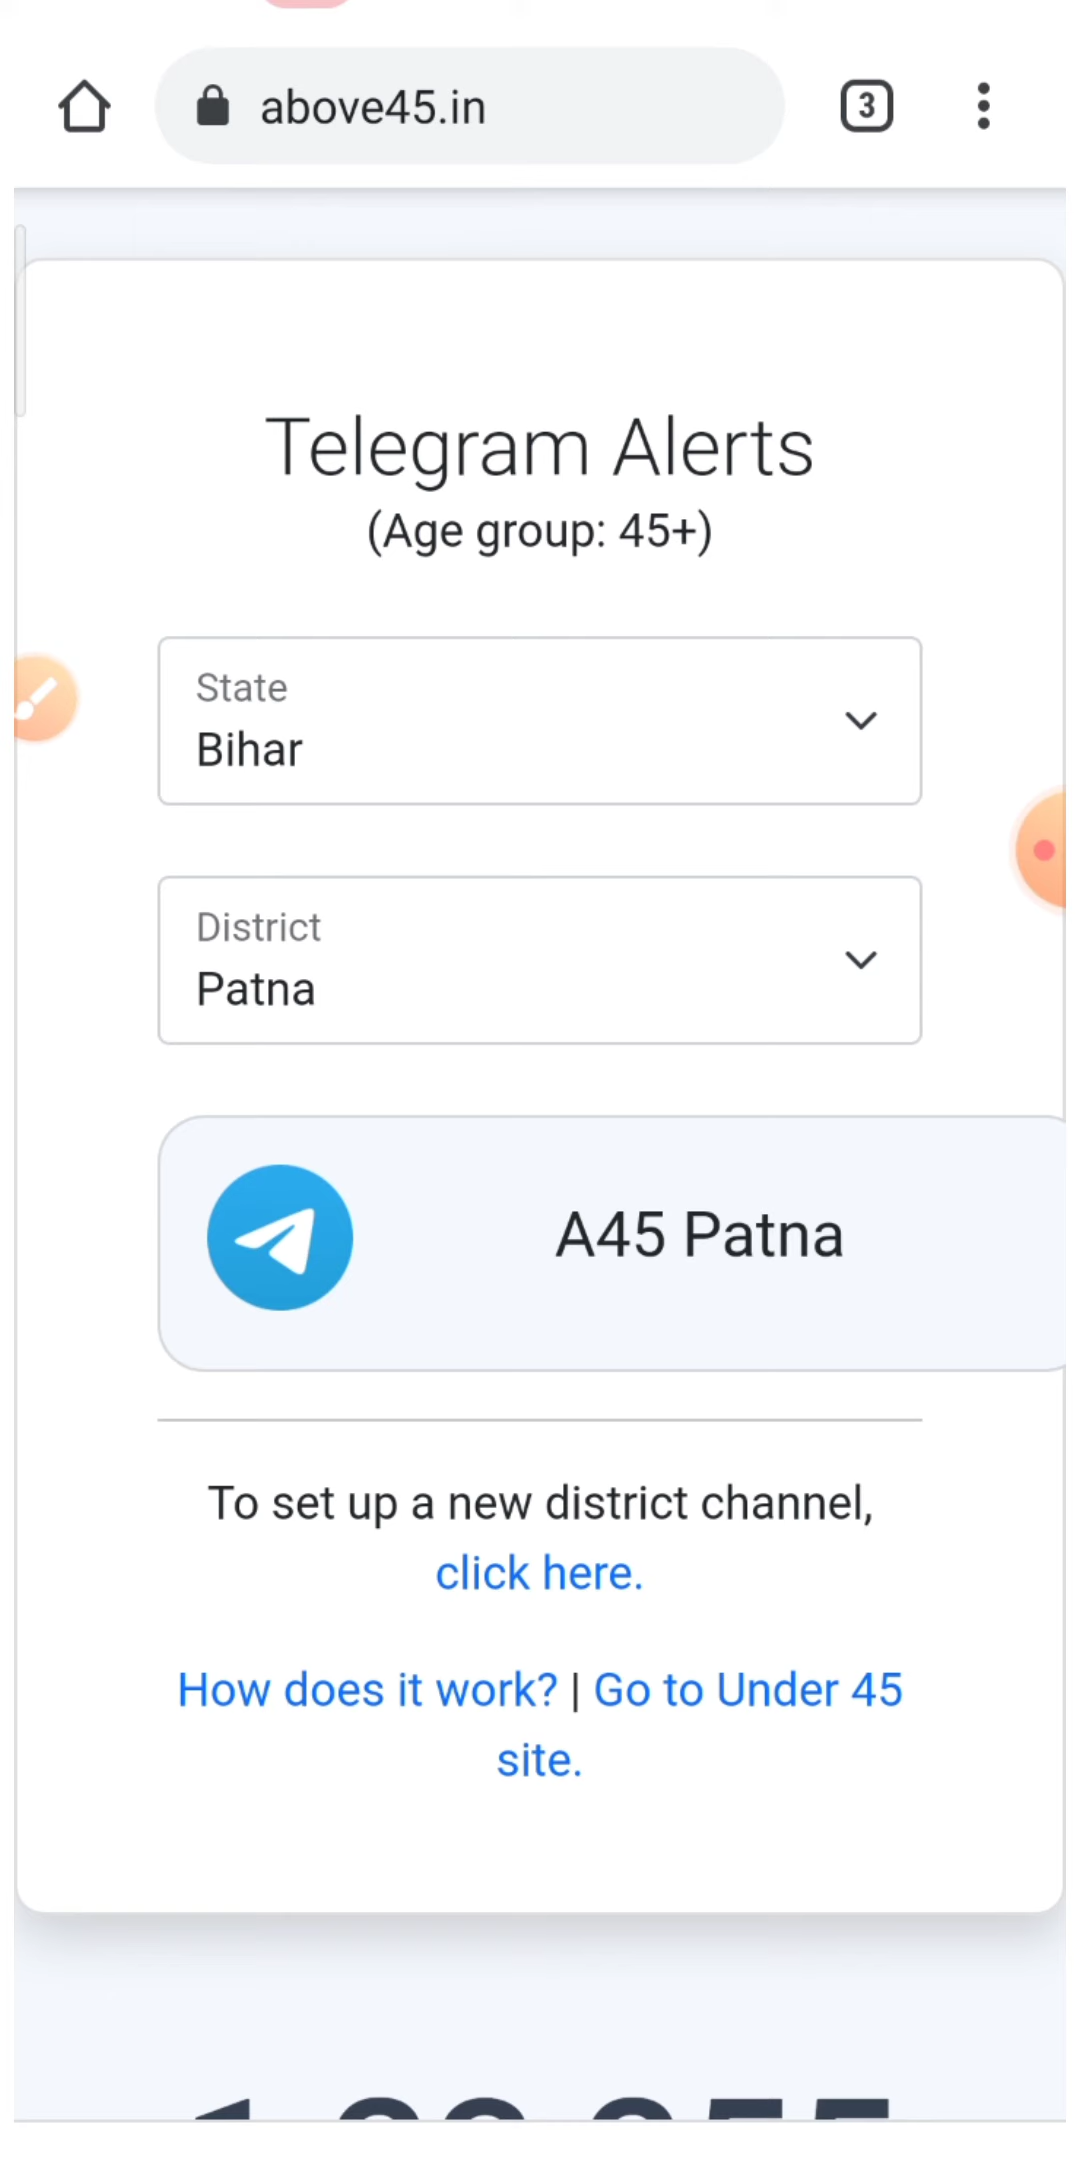 above45.in
3
Telegram Alerts
(Age group: 45+)
State
Bihar
District
Patna
A45 Patna
To set up a new district channel,
click here.
How does it work? | Go to Under 45
site.